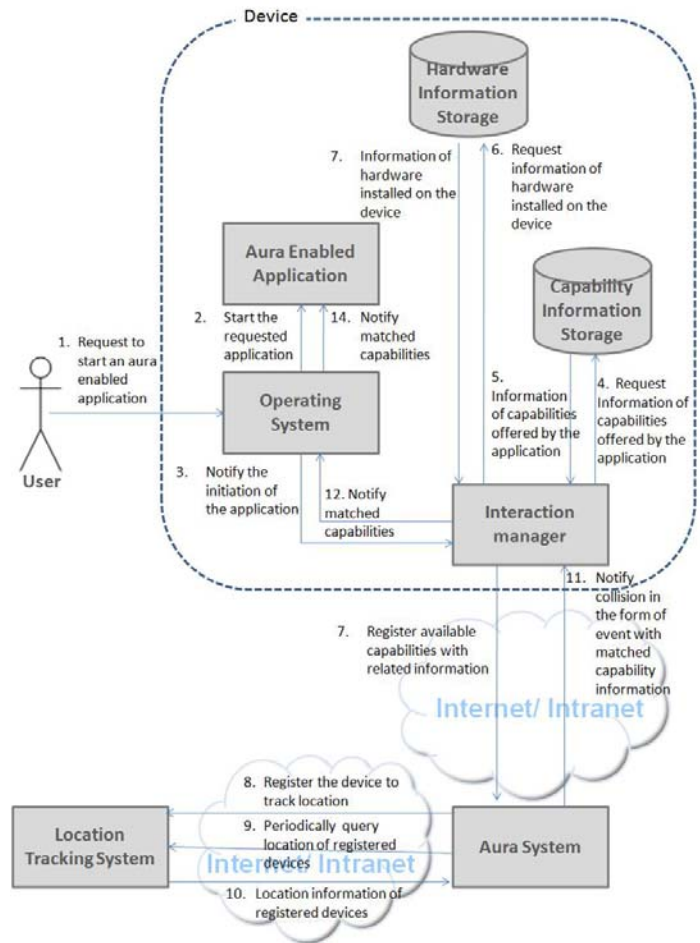 Device
Hardware
Information
Storage
7. Information of
hardware
installed on the
device
6. Request
information of
hardware
installed on the
device
Aura Enabled
Application
Capability
Information
Storage
1. Request to
start an aura
enabled
application
2. Start the
requested
application
14. Notify
matched
capabilities
User
Operating
System
5.
Information
of capabilities
offered by the
application
4. Request
Information of
capabilities
offered by the
application
3. Notify the
initiation of
the application
12. Notify
matched
capabilities
Interaction
manager
7. Register available
capabilities with
related information
11. Notify
collision in
the form of
event with
matched
capability
information
Internet/ Intranet
8. Register the device to
track location
9. Periodically query
location of registered
devices
Internet/ Intranet
10. Location information of
registered devices
Location
Tracking System
Aura System